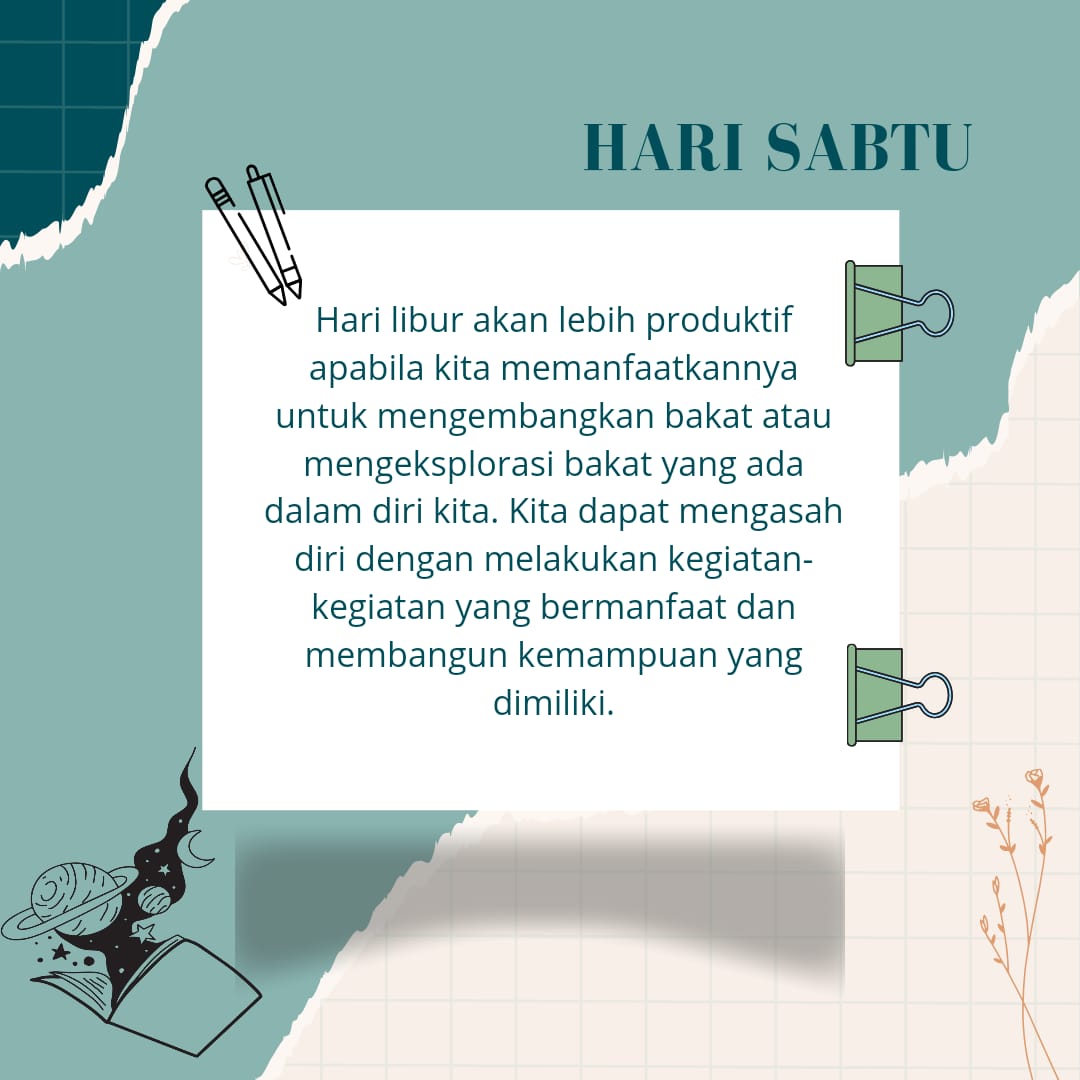 HARI SABTU
Hari libur akan lebih produktif
apabila kita memanfaatkannya
untuk mengembangkan bakat atau
mengeksplorasi bakat yang ada
dalam diri kita. Kita dapat mengasah
diri dengan melakukan kegiatan-
kegiatan yang bermanfaat dan
membangun kemampuan yang
dimiliki.